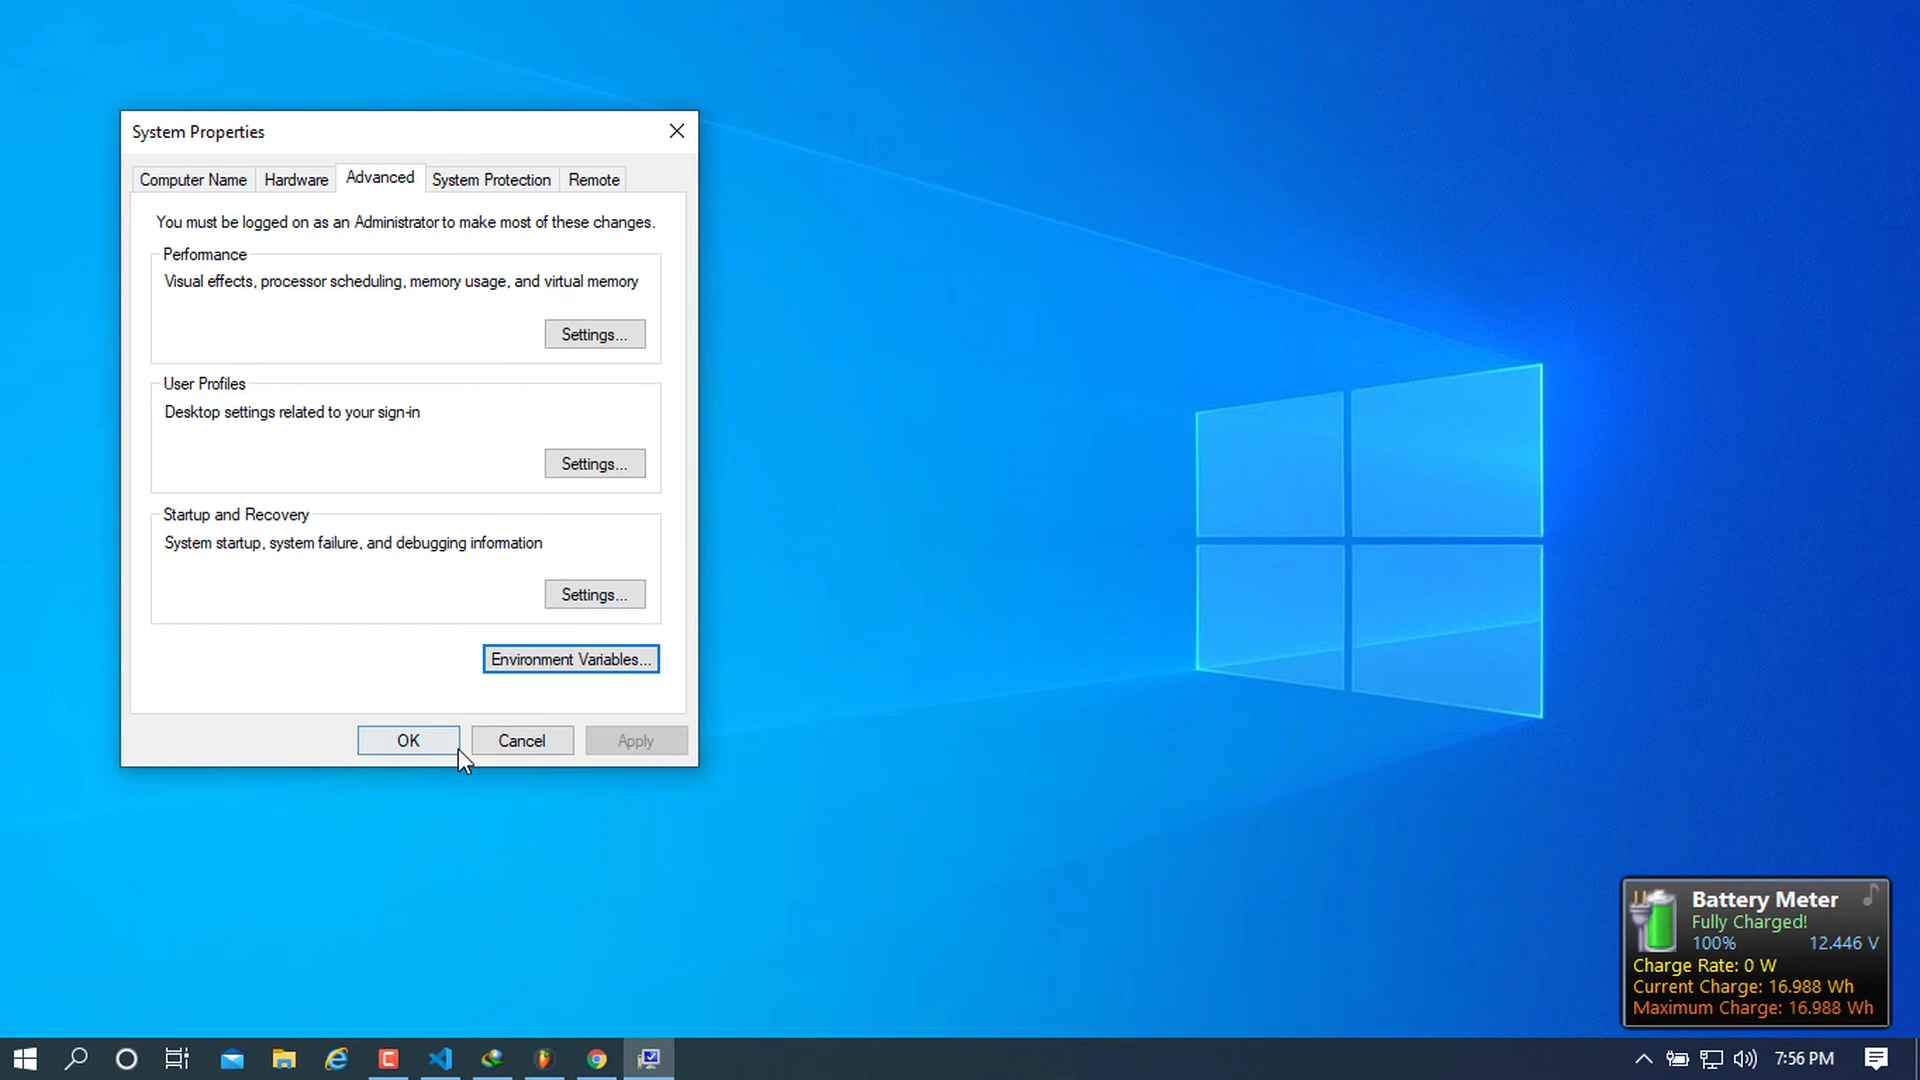 System Properties
Computer Name
Hardware
Advanced
System Protection
Remote
You must be logged on as an Administrator to make most of these changes.
Performance
Visual effects, processor scheduling, memory usage, and virtual memory
Settings...
User Profiles
Desktop settings related to your sign-in
Settings...
Startup and Recovery
System startup, system failure, and debugging information
Settings...
Environment Variables...
OK
Cancel
Apply
Battery Meter
Fully Charged!
100% 12.446 V
Charge Rate: 0 W
Current Charge: 16.988 Wh
Maximum Charge: 16.988 Wh
7:56 PM